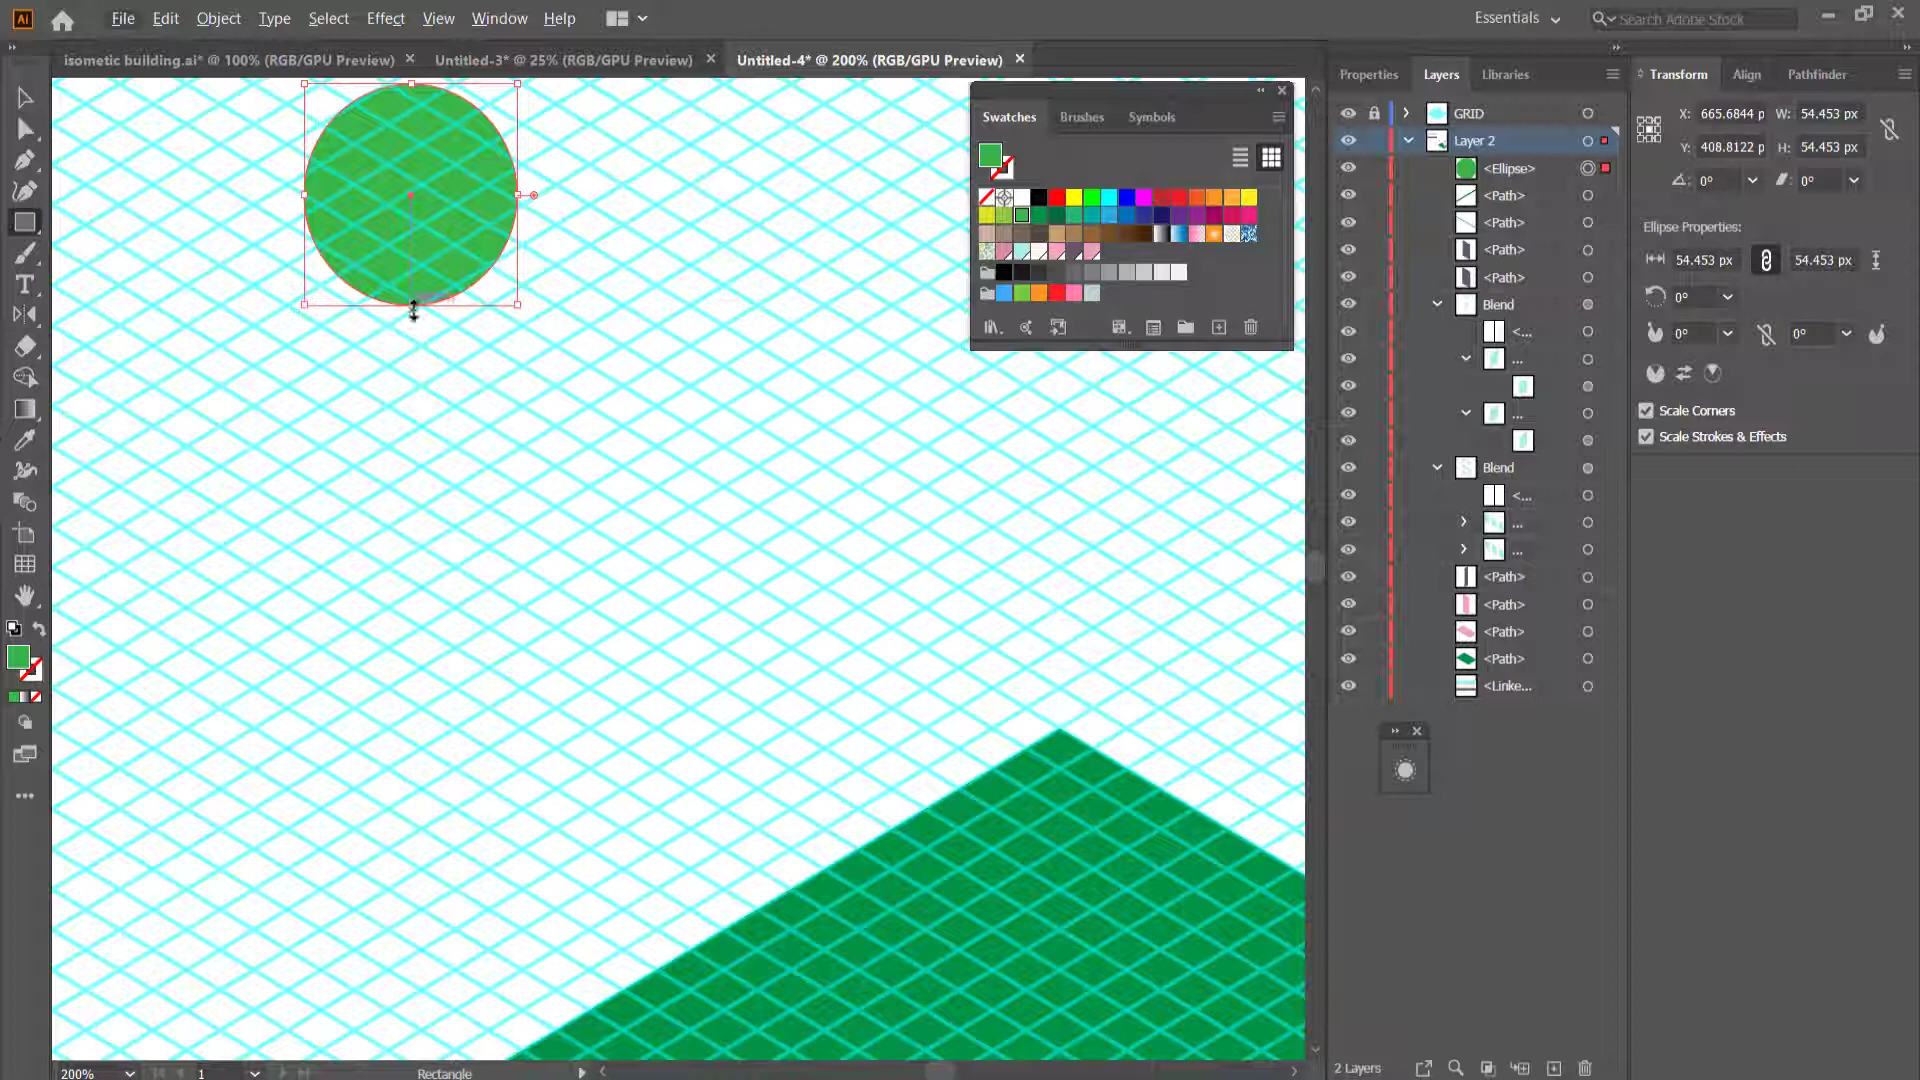 Ai File Edit Object Type Select Effect View Window Help Essentials Search Adobe Stock
isometic building.ai* @ 100% (RGB/GPU Preview) × Untitled-3* @ 25% (RGB/GPU Preview) × Untitled-4* @ 200% (RGB/GPU Preview) ×
Swatches Brushes Symbols
Properties Layers Libraries
GRID
Layer 2
<Ellipse>
<Path>
<Path>
<Path>
<Path>
Blend
<...
...
...
Blend
<...
...
...
<Path>
<Path>
<Path>
<Path>
<Linke...
2 Layers
Transform Align Pathfinder
X: 665.6844 p W: 54.453 px
Y: 408.8122 p H: 54.453 px
0° 0°
Ellipse Properties:
54.453 px 54.453 px
0°
0° 0°
Scale Corners
Scale Strokes & Effects
200% 1 Rectangle